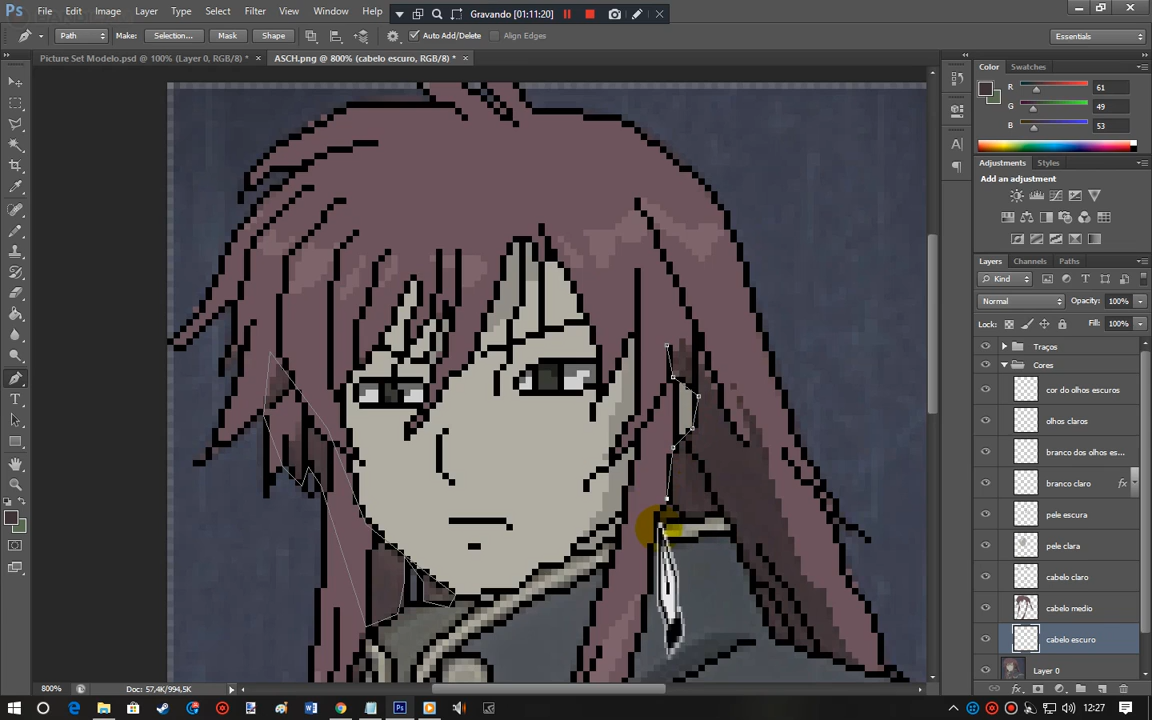 File Edit Image Layer Type Select Filter View Window Help
Gravando [01:11:20]
Path Make: Selection... Mask Shape Auto Add/Delete Align Edges Essentials
Picture Set Modelo.psd @ 100% (Layer 0, RGB/8) * × ASCH.png @ 800% (cabelo escuro, RGB/8) * ×
Color Swatches
R 61
G 49
B 53
Adjustments Styles
Add an adjustment
Layers Channels Paths
Kind
Normal Opacity: 100%
Lock: Fill: 100%
Traços
Cores
cor do olhos escuros
olhos claros
branco dos olhos es...
branco claro fx
pele escura
pele clara
cabelo claro
cabelo medio
cabelo escuro
Layer 0
800% Doc: 57,4K/994,5K
12:27